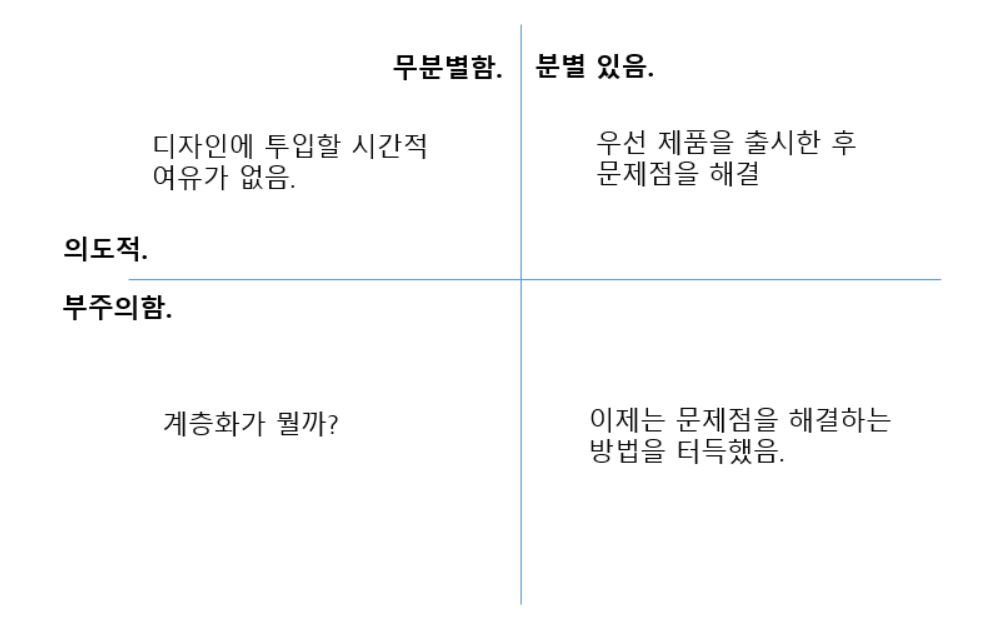 무분별함.
분별 있음.
디자인에 투입할 시간적
여유가 없음.
우선 제품을 출시한 후
문제점을 해결
의도적.
부주의함.
계층화가 뭘까?
이제는 문제점을 해결하는
방법을 터득했음.